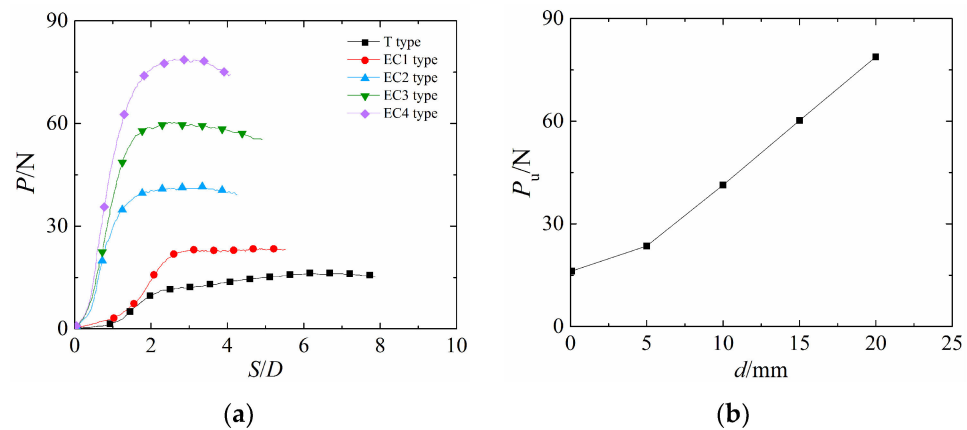 90
60
30
0
P/N
T type
EC1 type
EC2 type
EC3 type
EC4 type
0 2 4 6 8 10
S/D
(a)
90
60
30
0
Pu/N
0 5 10 15 20 25
d/mm
(b)